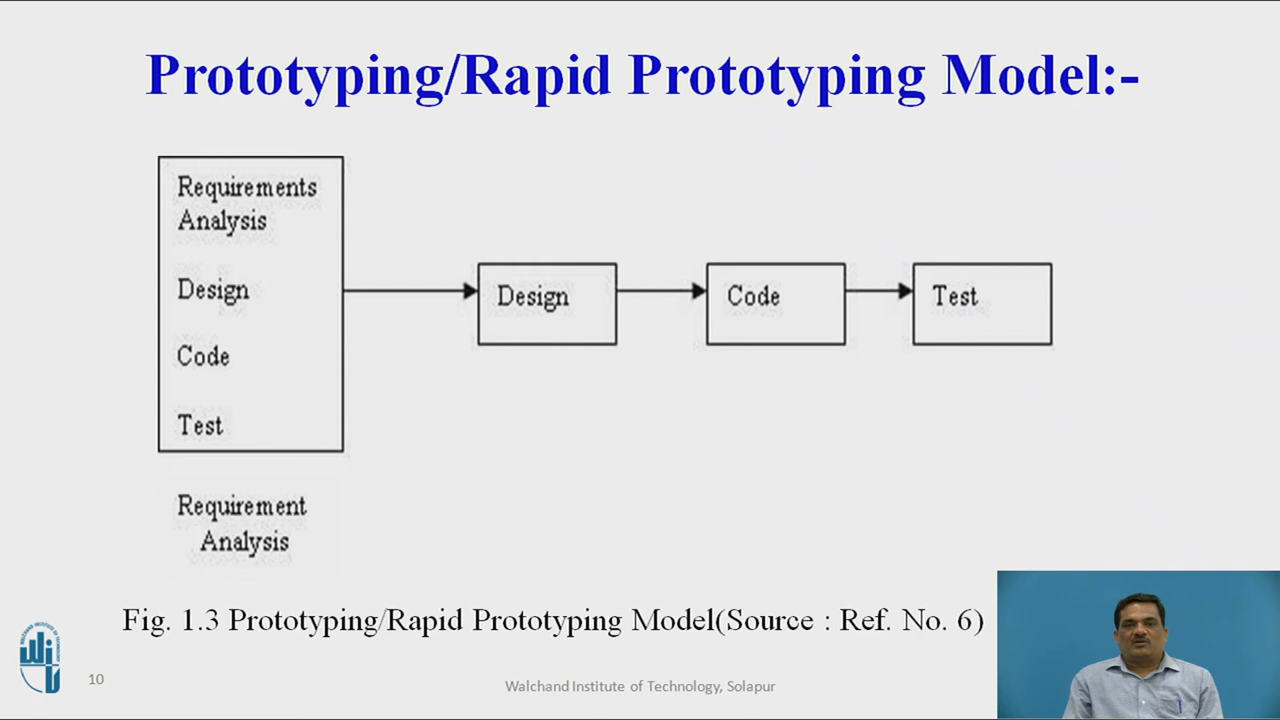 Prototyping/Rapid Prototyping Model:-
Requirements
Analysis
Design
Code
Test
Design
Code
Test
Requirement
Analysis
Fig. 1.3 Prototyping/Rapid Prototyping Model(Source : Ref. No. 6)
10
Walchand Institute of Technology, Solapur